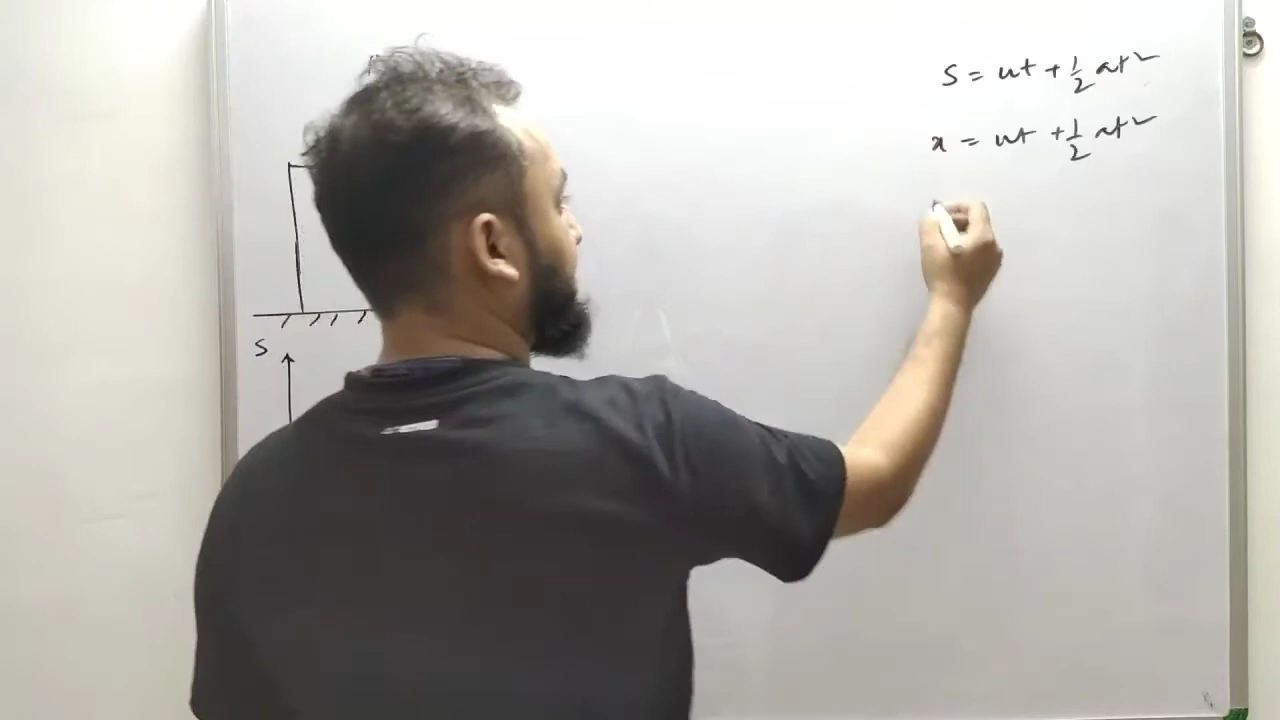 S = ut + 1/2 at²
x = ut + 1/2 at²
S